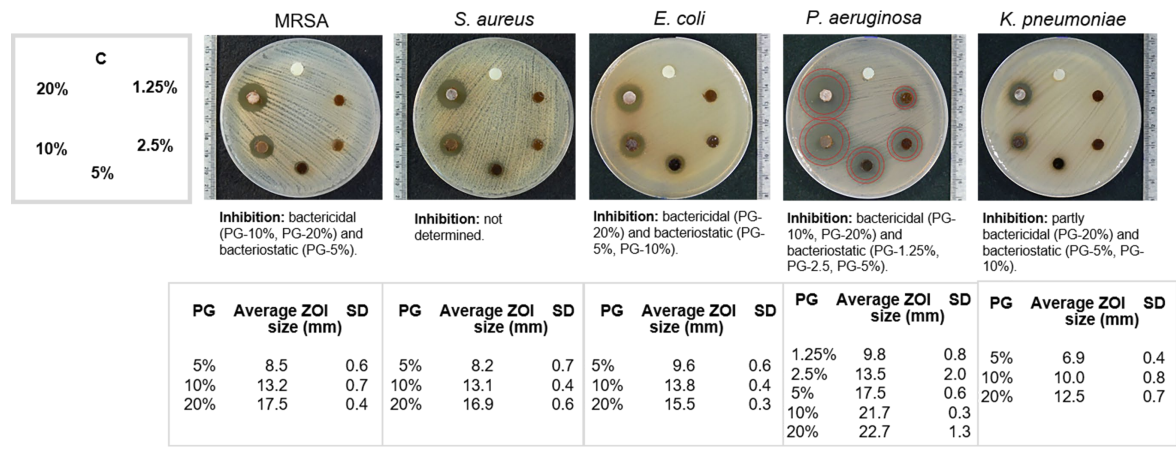 MRSA
S. aureus
E. coli
P. aeruginosa
K. pneumoniae
C
20%
1.25%
10%
2.5%
5%
Inhibition: bactericidal
(PG-10%, PG-20%) and
bacteriostatic (PG-5%).
Inhibition: not
determined.
Inhibition: bactericidal (PG-
20%) and bacteriostatic (PG-
5%, PG-10%).
Inhibition: bactericidal (PG-
10%, PG-20%) and
bacteriostatic (PG-1.25%,
PG-2.5, PG-5%).
Inhibition: partly
bactericidal (PG-20%) and
bacteriostatic (PG-5%, PG-
10%).
PG Average ZOI SD
size (mm)
5% 8.5 0.6
10% 13.2 0.7
20% 17.5 0.4
PG Average ZOI SD
size (mm)
5% 8.2 0.7
10% 13.1 0.4
20% 16.9 0.6
PG Average ZOI SD
size (mm)
5% 9.6 0.6
10% 13.8 0.4
20% 15.5 0.3
PG Average ZOI SD
size (mm)
1.25% 9.8 0.8
2.5% 13.5 2.0
5% 17.5 0.6
10% 21.7 0.3
20% 22.7 1.3
PG Average ZOI SD
size (mm)
5% 6.9 0.4
10% 10.0 0.8
20% 12.5 0.7